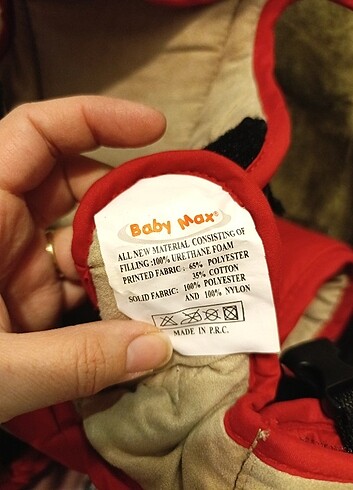 Baby Max®
ALL NEW MATERIAL CONSISTING OF
FILLING :100% URETHANE FOAM
PRINTED FABRIC : 65% POLYESTER
35% COTTON
SOLID FABRIC: 100% POLYESTER
AND 100% NYLON
MADE IN P.R.C.